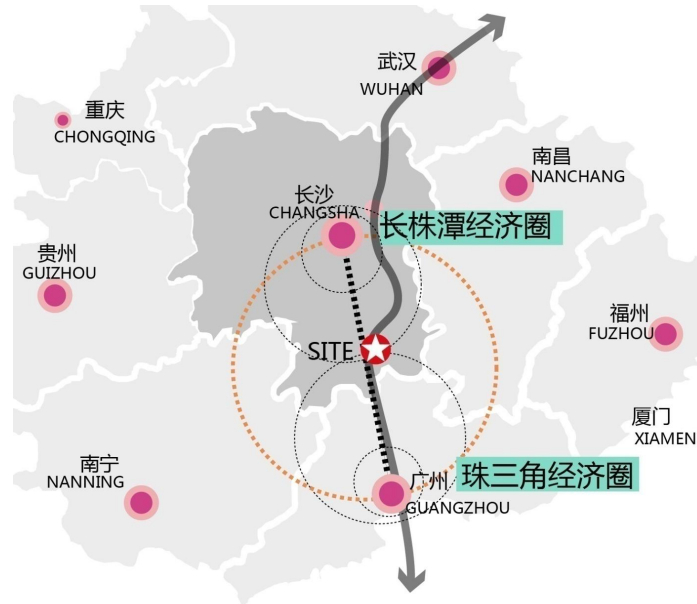 武汉
WUHAN
重庆
CHONGQING
南昌
NANCHANG
长沙
CHANGSHA
长株潭经济圈
贵州
GUIZHOU
福州
FUZHOU
SITE
厦门
XIAMEN
南宁
NANNING
广州
GUANGZHOU
珠三角经济圈